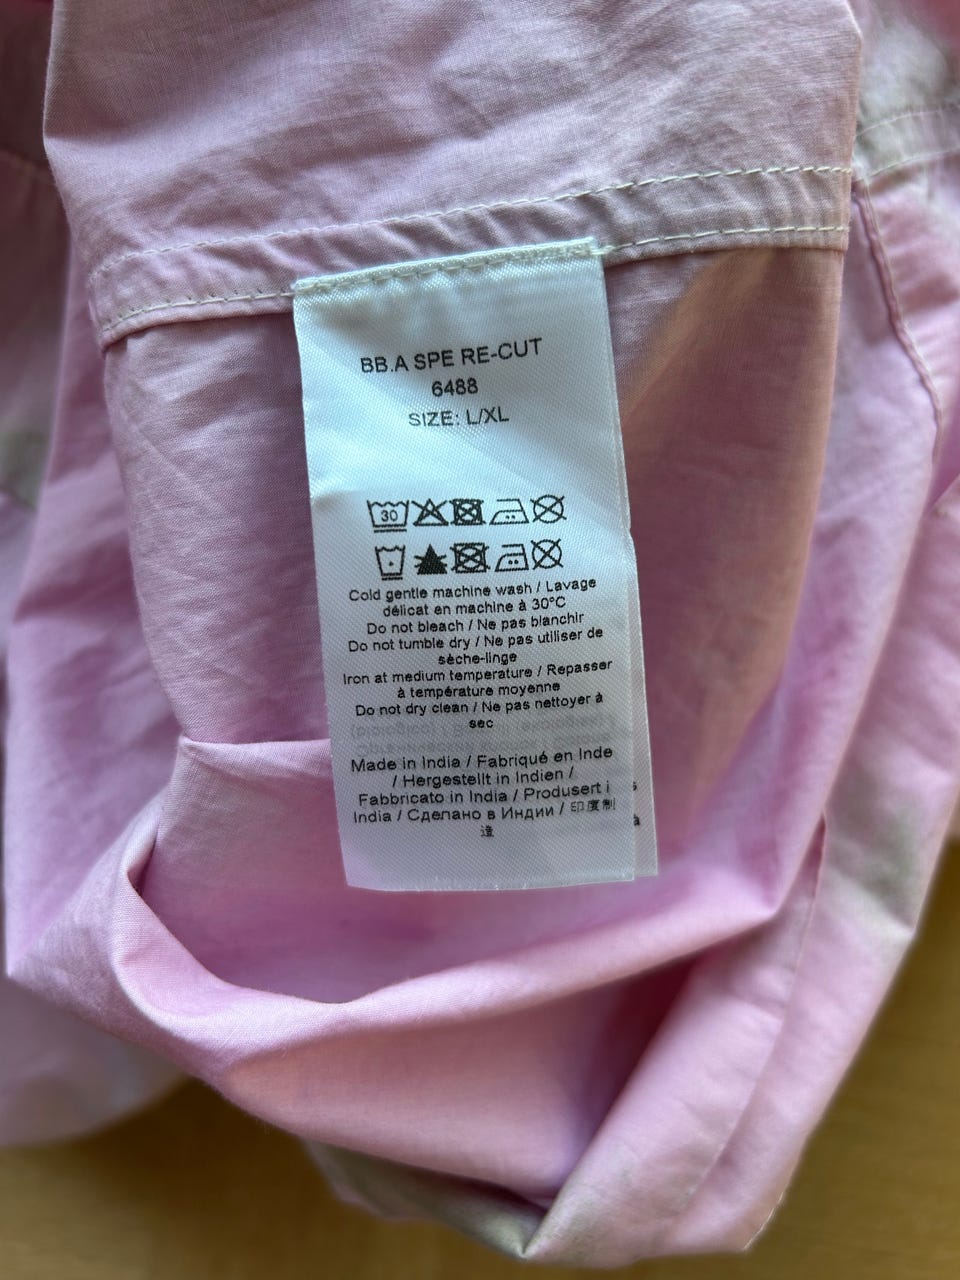 BB.A SPE RE-CUT
6488
SIZE: L/XL
30
Cold gentle machine wash / Lavage
délicat en machine à 30°C
Do not bleach / Ne pas blanchir
Do not tumble dry / Ne pas utiliser de
sèche-linge
Iron at medium temperature / Repasser
à température moyenne
Do not dry clean / Ne pas nettoyer à
sec
Made in India / Fabriqué en Inde
/ Hergestellt in Indien /
Fabbricato in India / Produsert i
India / Сделано в Индии / 印度制
造